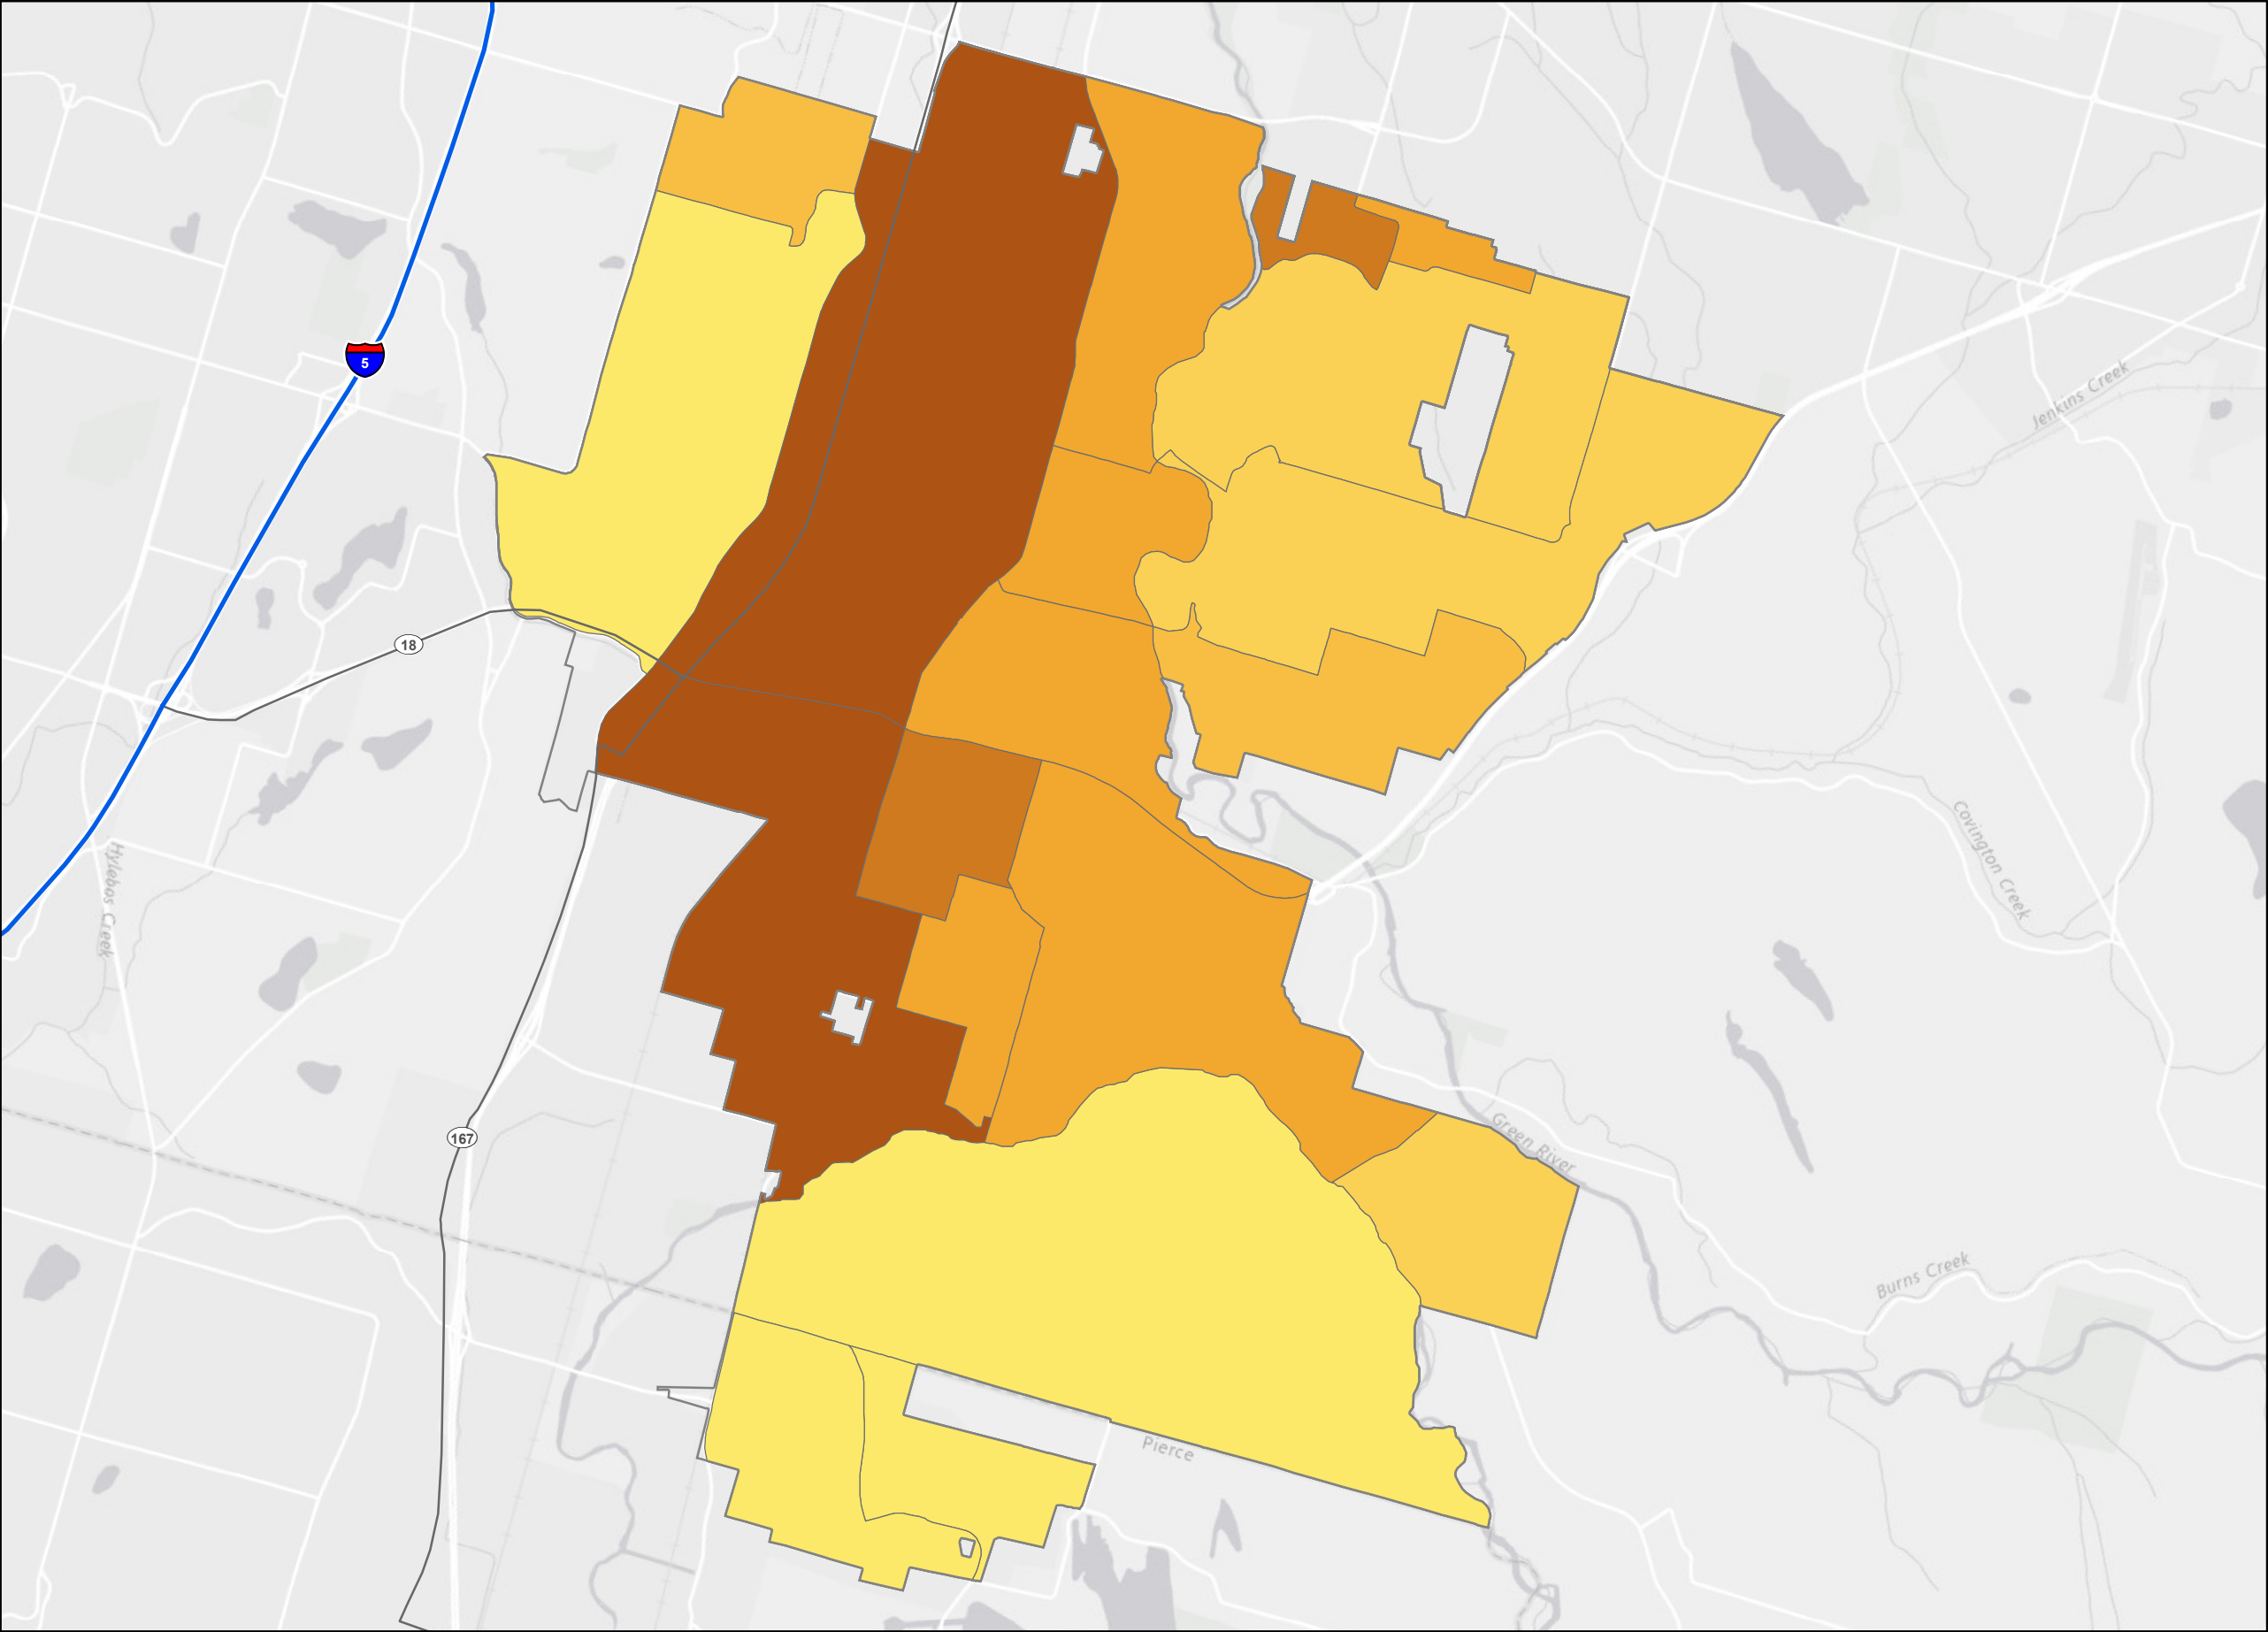 5
Jenkins Creek
18
Covington Creek
Hylebos Creek
167
Green River
Burns Creek
Pierce